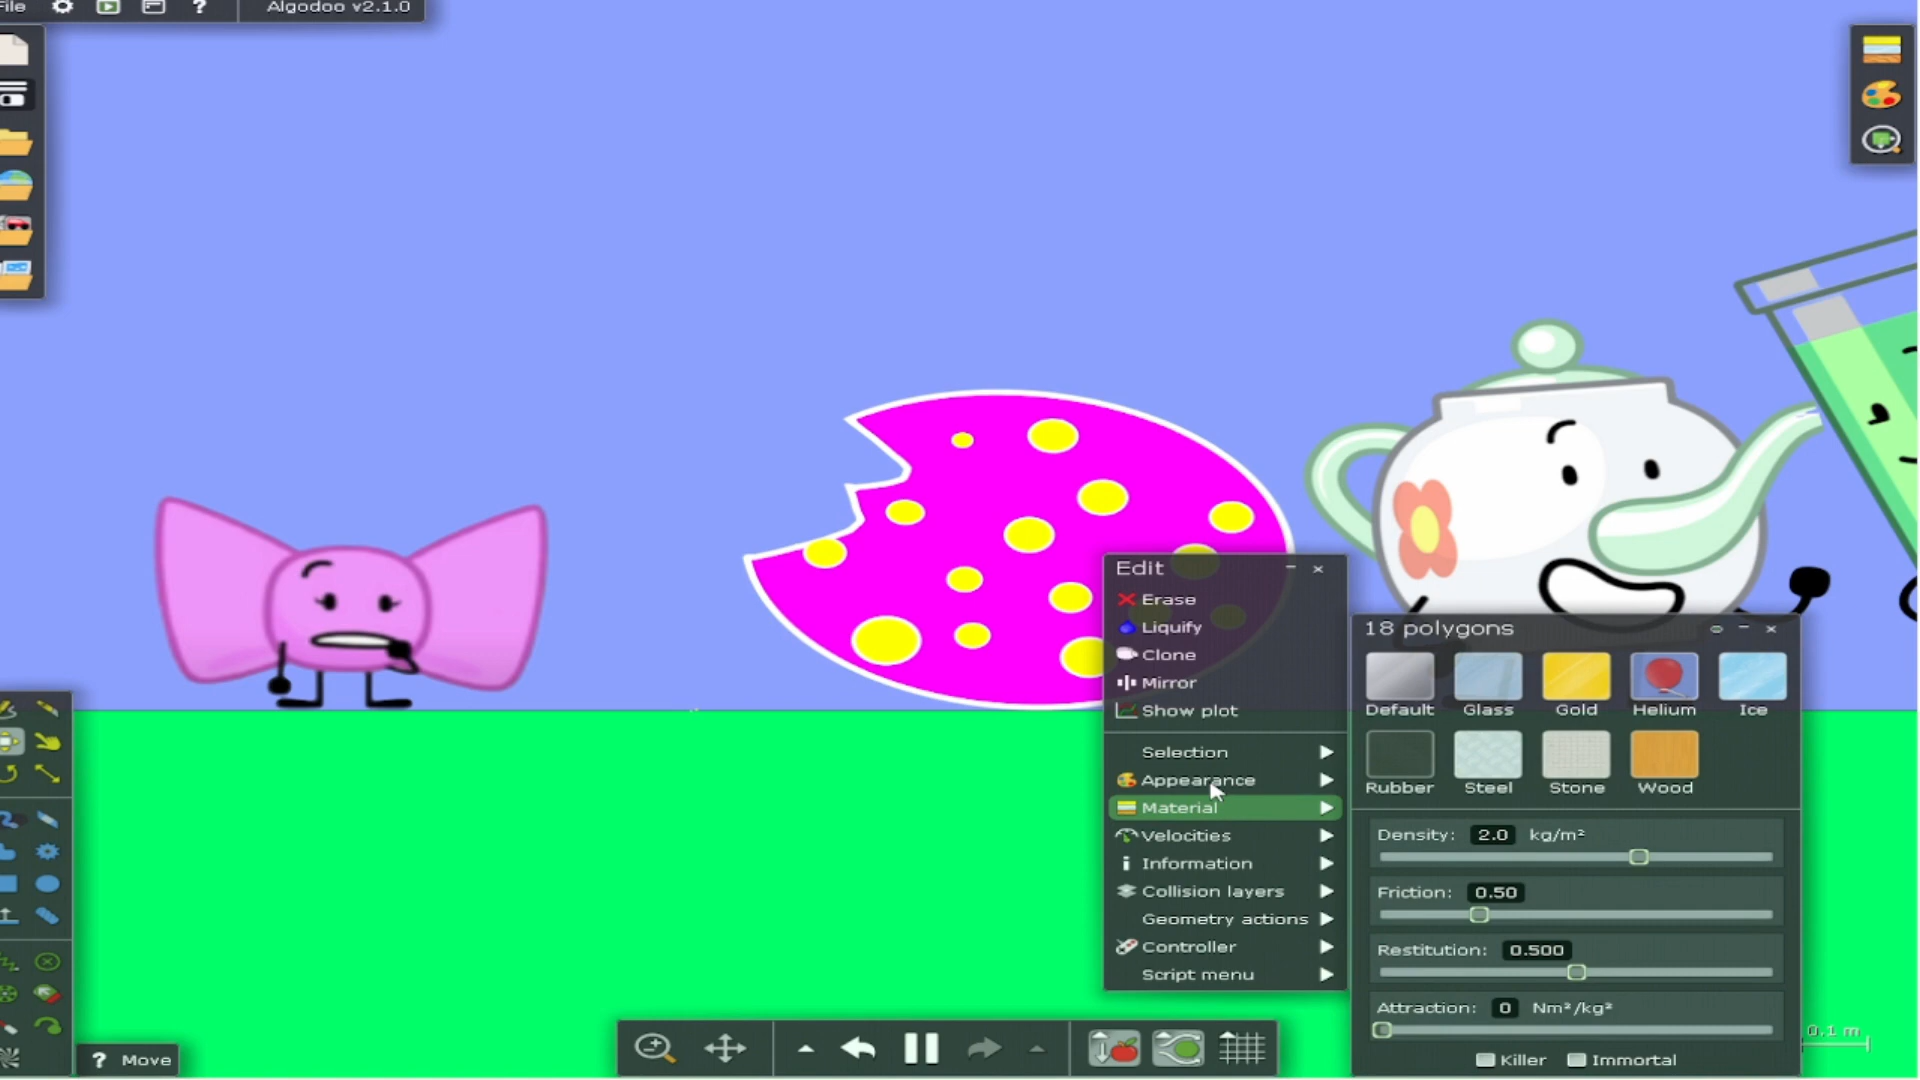 File
?
Algodoo v2.1.0
Edit
Erase
Liquify
Clone
Mirror
Show plot
Selection
Appearance
Material
Velocities
Information
Collision layers
Geometry actions
Controller
Script menu
18 polygons
Default Glass Gold Helium Ice
Rubber Steel Stone Wood
Density: 2.0 kg/m²
Friction: 0.50
Restitution: 0.500
Attraction: 0 Nm²/kg²
Killer Immortal
0.1 m
? Move